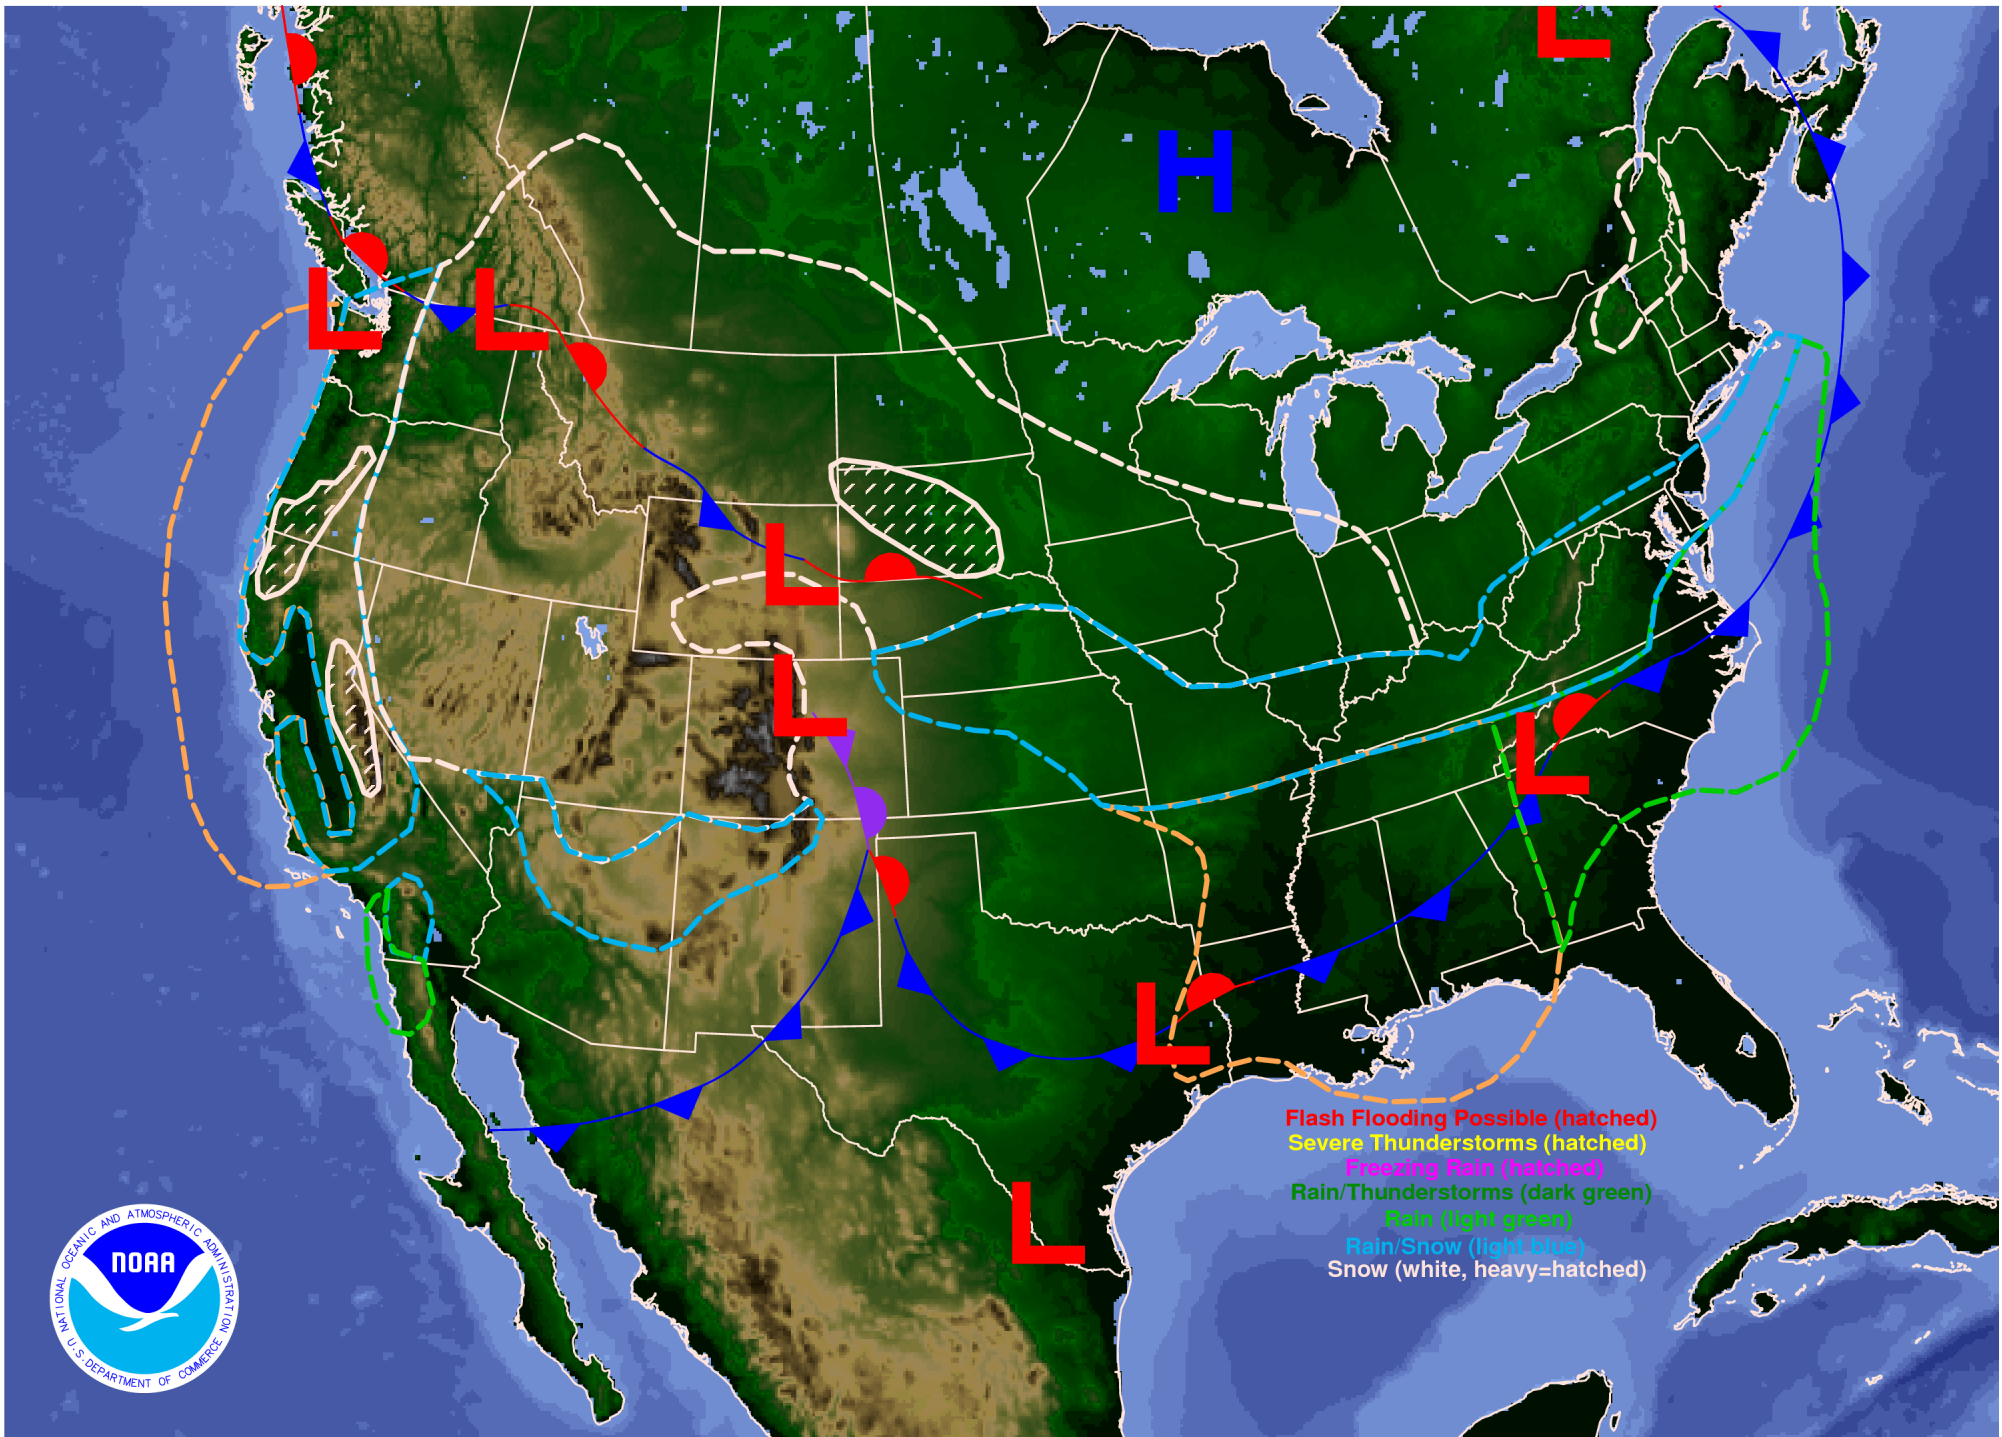 H
L
L
L
L
L
L
L
L
Flash Flooding Possible (hatched)
Severe Thunderstorms (hatched)
Freezing Rain (hatched)
Rain/Thunderstorms (dark green)
Rain (light green)
Rain/Snow (light blue)
Snow (white, heavy=hatched)
NATIONAL OCEANIC AND ATMOSPHERIC ADMINISTRATION
NOAA
U.S. DEPARTMENT OF COMMERCE